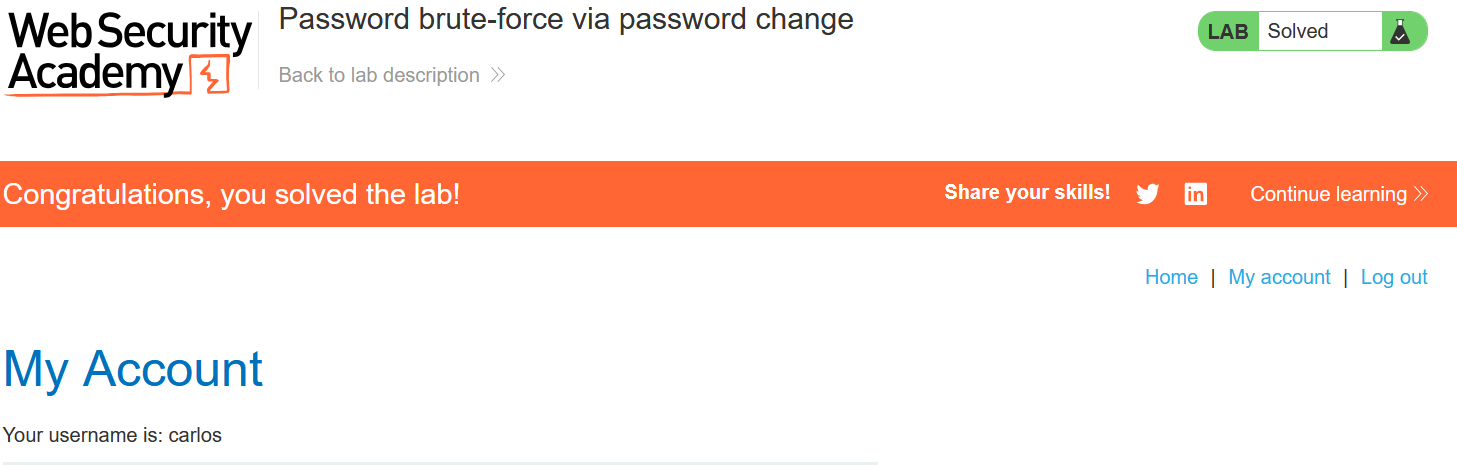 Web Security
Academy
Password brute-force via password change
Back to lab description
LAB Solved
Congratulations, you solved the lab!
Share your skills!
in
Continue learning
Home | My account | Log out
My Account
Your username is: carlos